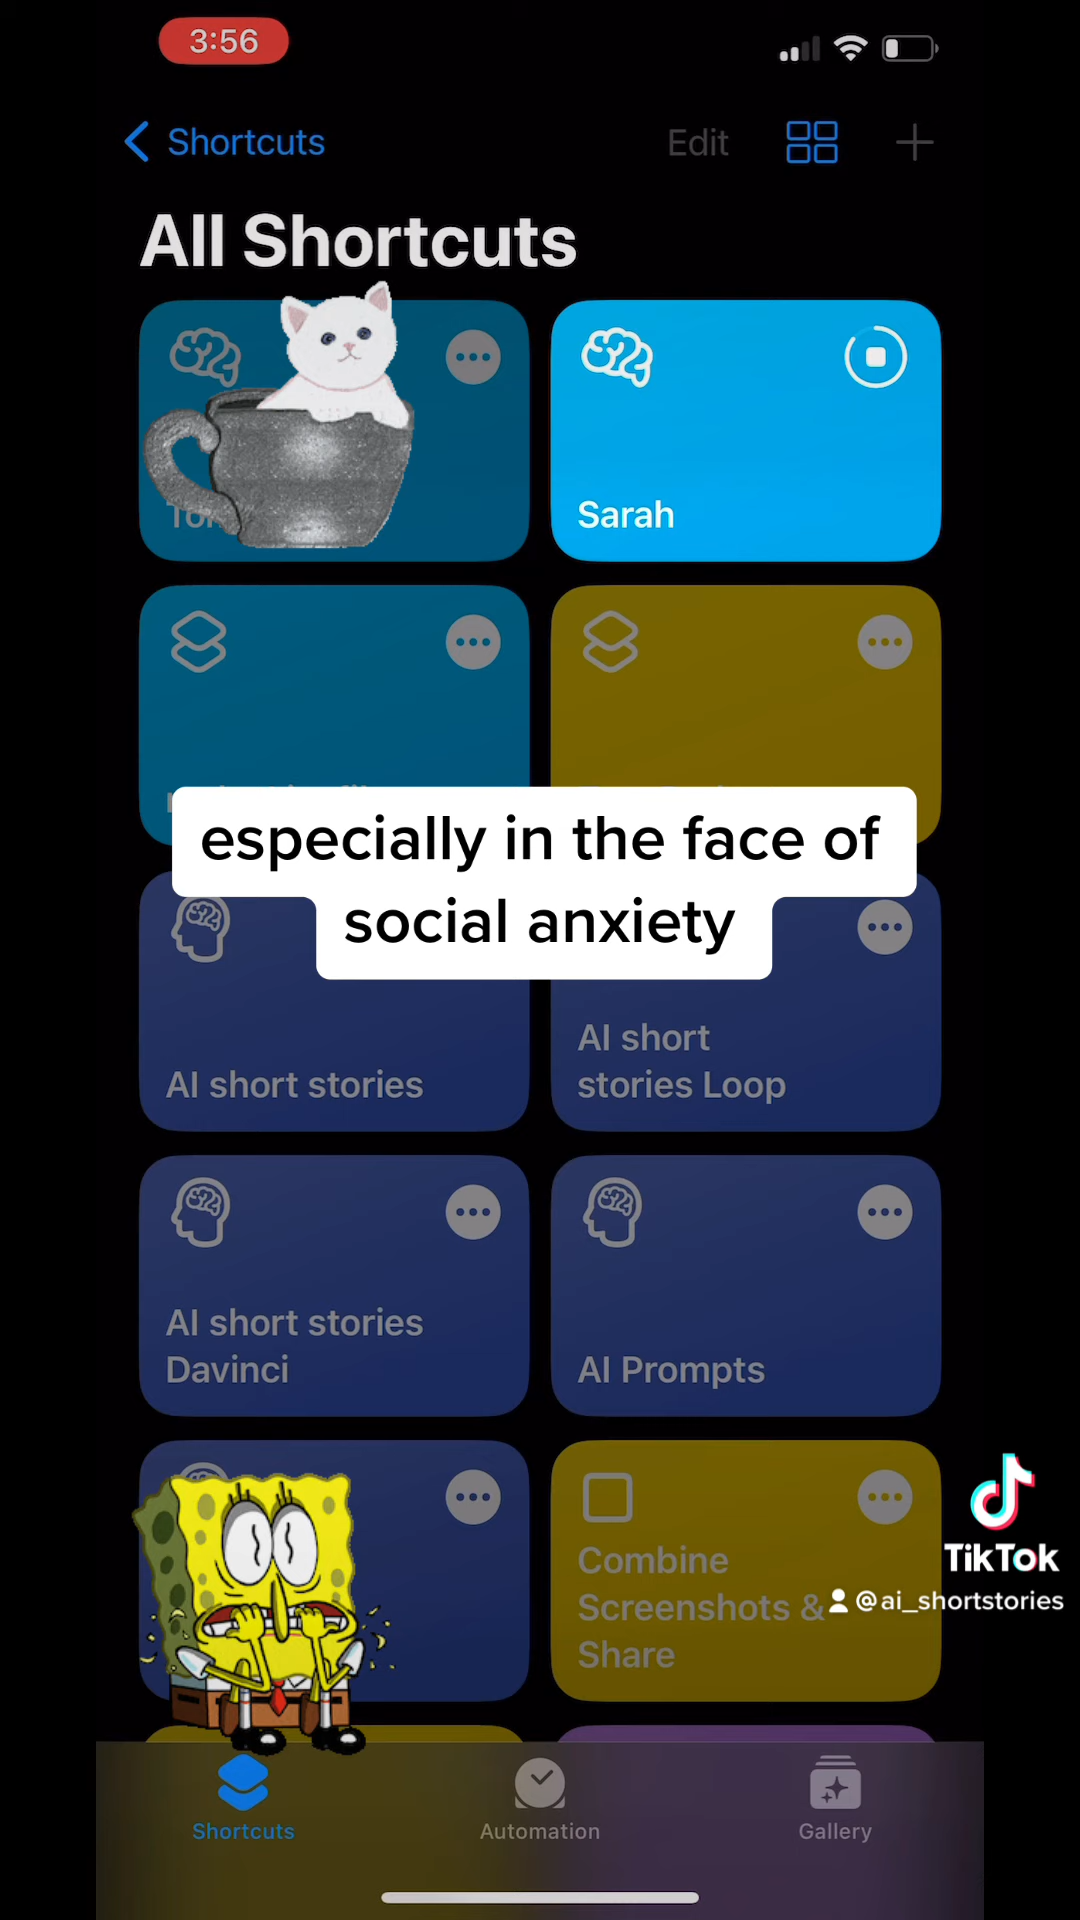 3:56
Shortcuts
Edit
All Shortcuts
Sarah
especially in the face of
social anxiety
AI short stories
AI short
stories Loop
AI short stories
Davinci
AI Prompts
Combine
Screenshots &
Share
TikTok
@ai_shortstories
Shortcuts
Automation
Gallery